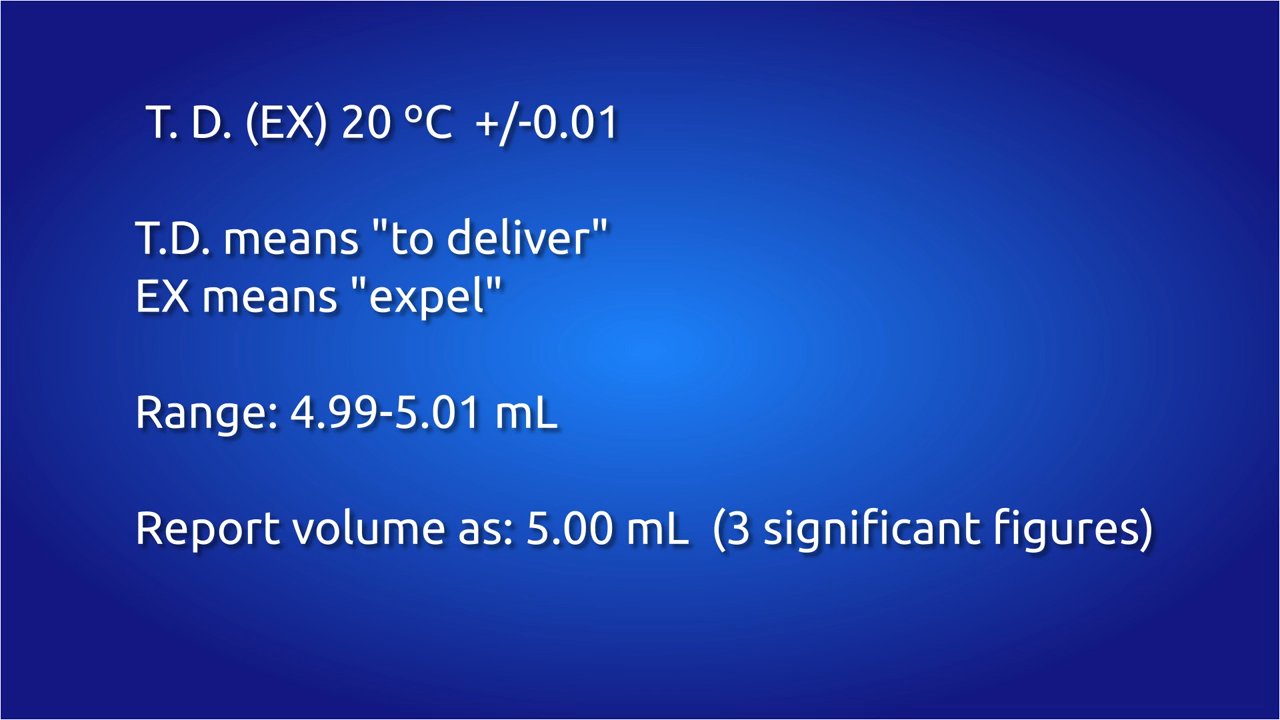 T. D. (EX) 20 ºC +/-0.01
T.D. means "to deliver"
EX means "expel"
Range: 4.99-5.01 mL
Report volume as: 5.00 mL (3 significant figures)